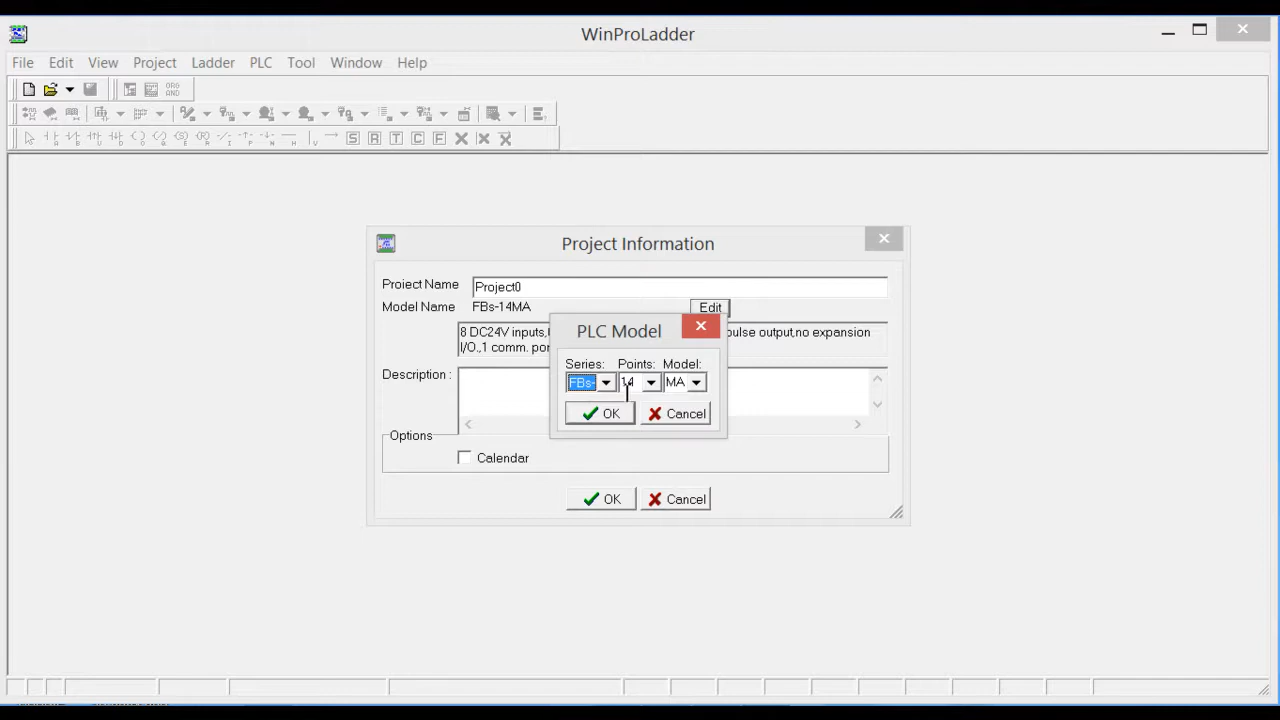 WinProLadder
File Edit View Project Ladder PLC Tool Window Help
S R T C F
Project Information
Project Name Project0
Model Name FBs-14MA Edit
8 DC24V inputs, pulse output,no expansion
I/O.,1 comm. por
PLC Model
Series: Points: Model:
FBs- 14 MA
OK Cancel
Description :
Options
Calendar
OK Cancel